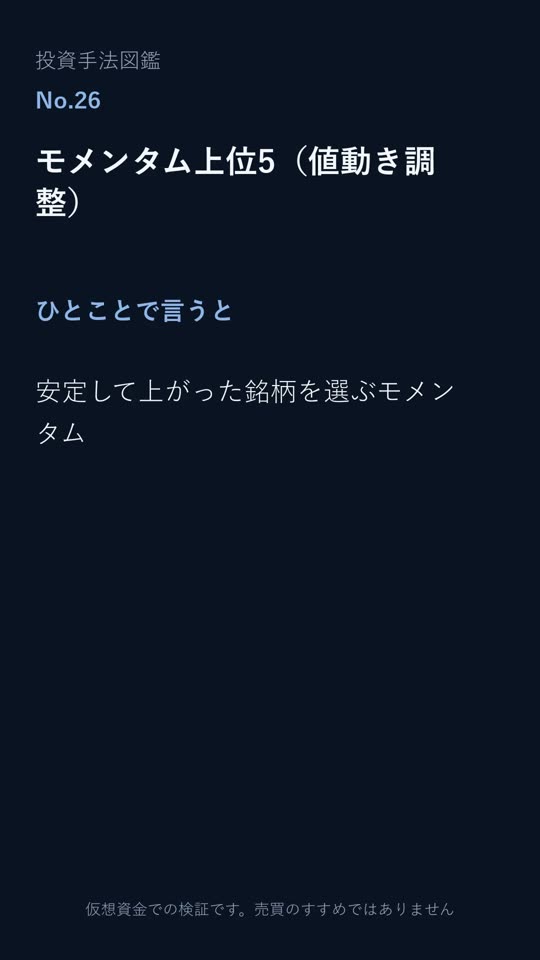 投資手法図鑑
No.26
モメンタム上位5（値動き調
整）
ひとことで言うと
安定して上がった銘柄を選ぶモメン
タム
仮想資金での検証です。売買のすすめではありません